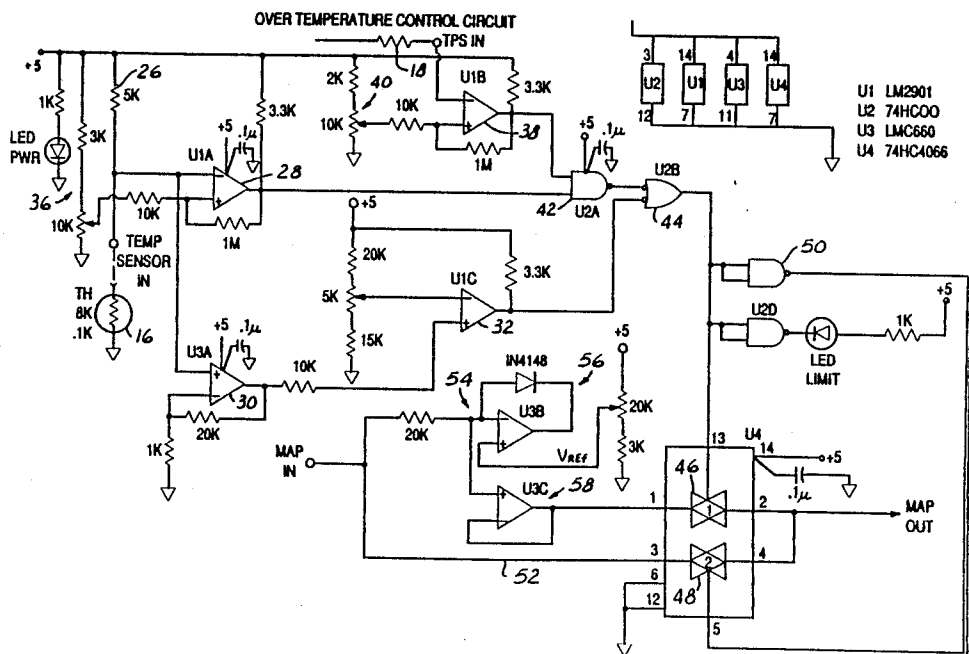 OVER TEMPERATURE CONTROL CIRCUIT
TPS IN
18
+5
26
5K
1K
3K
LED
PWR
36
10K
3.3K
U1A
+5
.1µ
28
10K
1M
TEMP
SENSOR
IN
TH
8K
.1K
16
2K
40
10K
10K
U1B
38
3.3K
1M
3 14 4 14
U2 U1 U3 U4
12 7 11 7
U1 LM2901
U2 74HCOO
U3 LMC660
U4 74HC4066
+5
.1µ
42
U2A
U2B
44
+5
20K
5K
15K
U1C
32
3.3K
50
U2D
LED
LIMIT
1K
+5
U3A
+5
.1µ
30
10K
20K
1K
MAP
IN
20K
54
IN4148
56
U3B
VREF
+5
20K
3K
U3C
58
52
13
U4
14
+5
.1µ
46
1
1
2
MAP
OUT
3
2
4
48
6
12
5